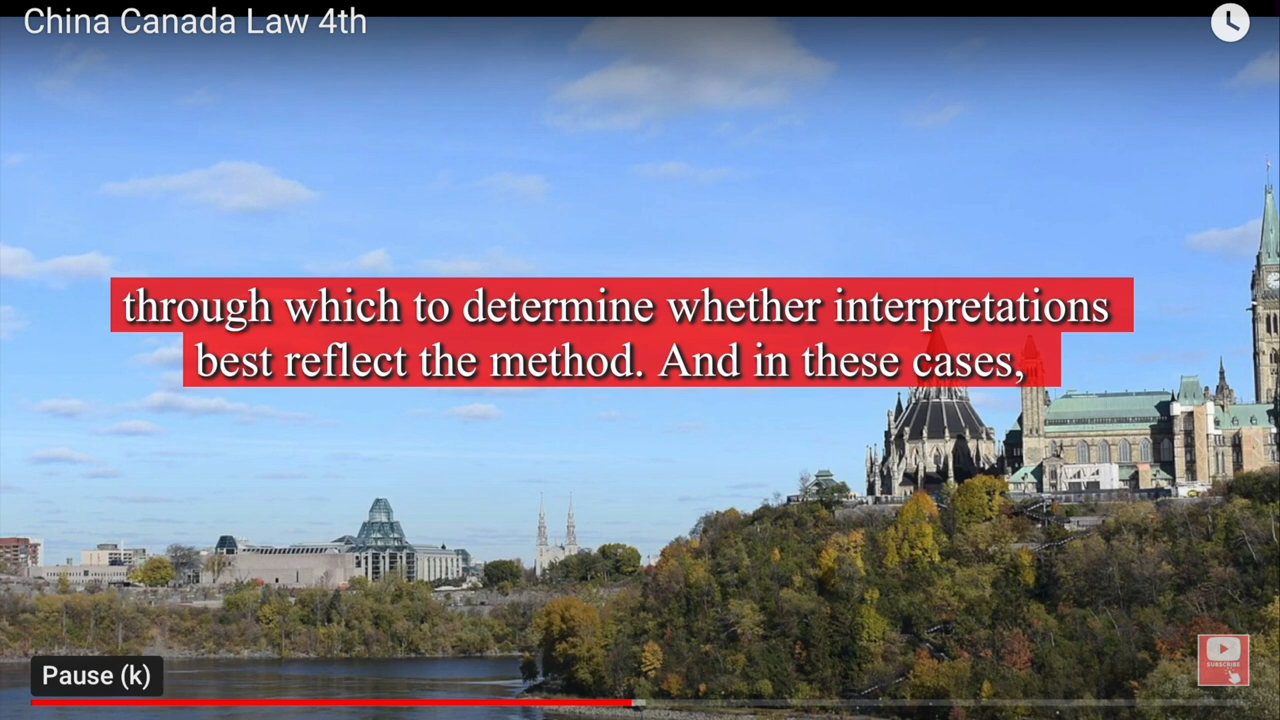 China Canada Law 4th
through which to determine whether interpretations
best reflect the method. And in these cases,
SUBSCRIBE
Pause (k)